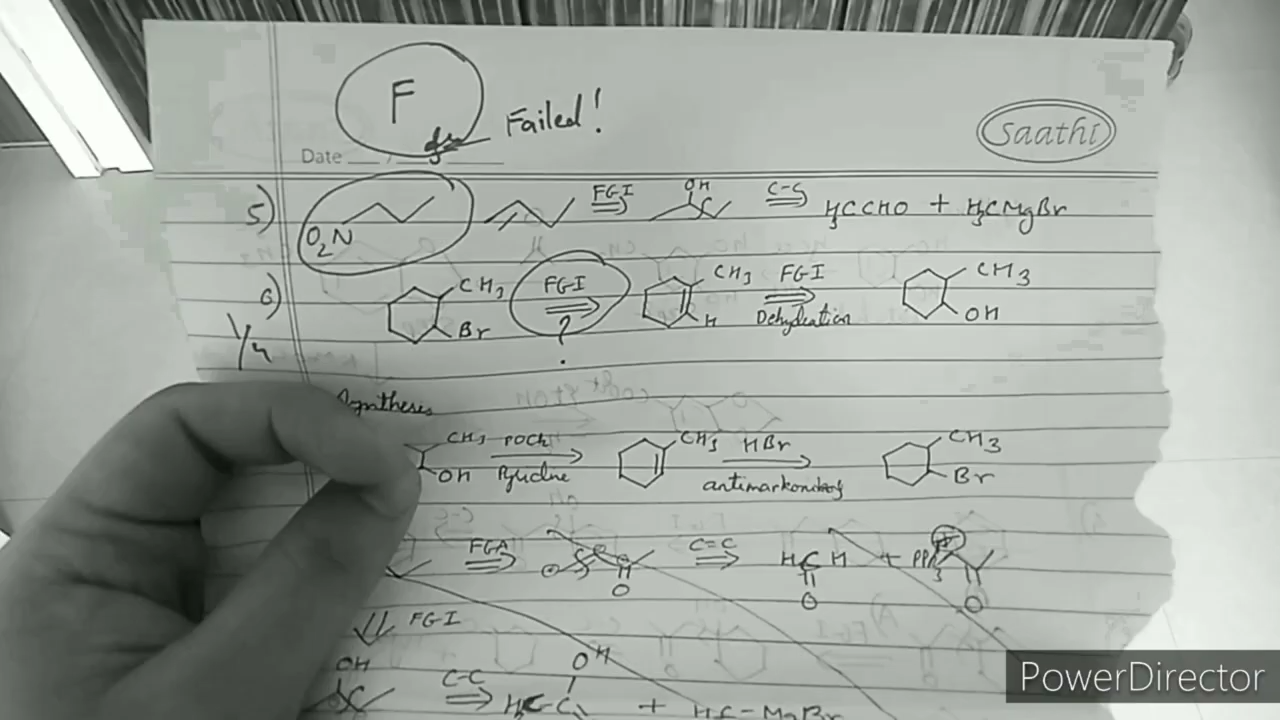 F Failed!
Date
Saathi
5) O2N FGI OH C-C H3CCHO + H3CMgBr
6) CH3 Br FGI ? CH3 H FGI Dehydration CH3 OH
Synthesis
CH3 OH POCl3 Pyridine CH3 HBr CH3 Br
FGA O C=C H C H O + PPh3 O
FGI
OH C-C OH +
PowerDirector